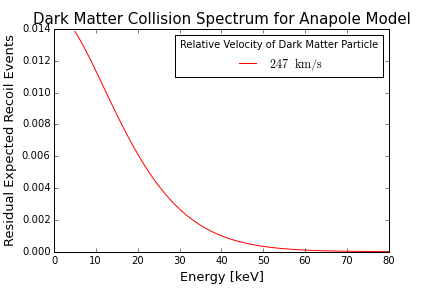 Dark Matter Collision Spectrum for Anapole Model
Residual Expected Recoil Events
0.014
0.012
0.010
0.008
0.006
0.004
0.002
0.000
Relative Velocity of Dark Matter Particle
247 km/s
0 10 20 30 40 50 60 70 80
Energy [keV]